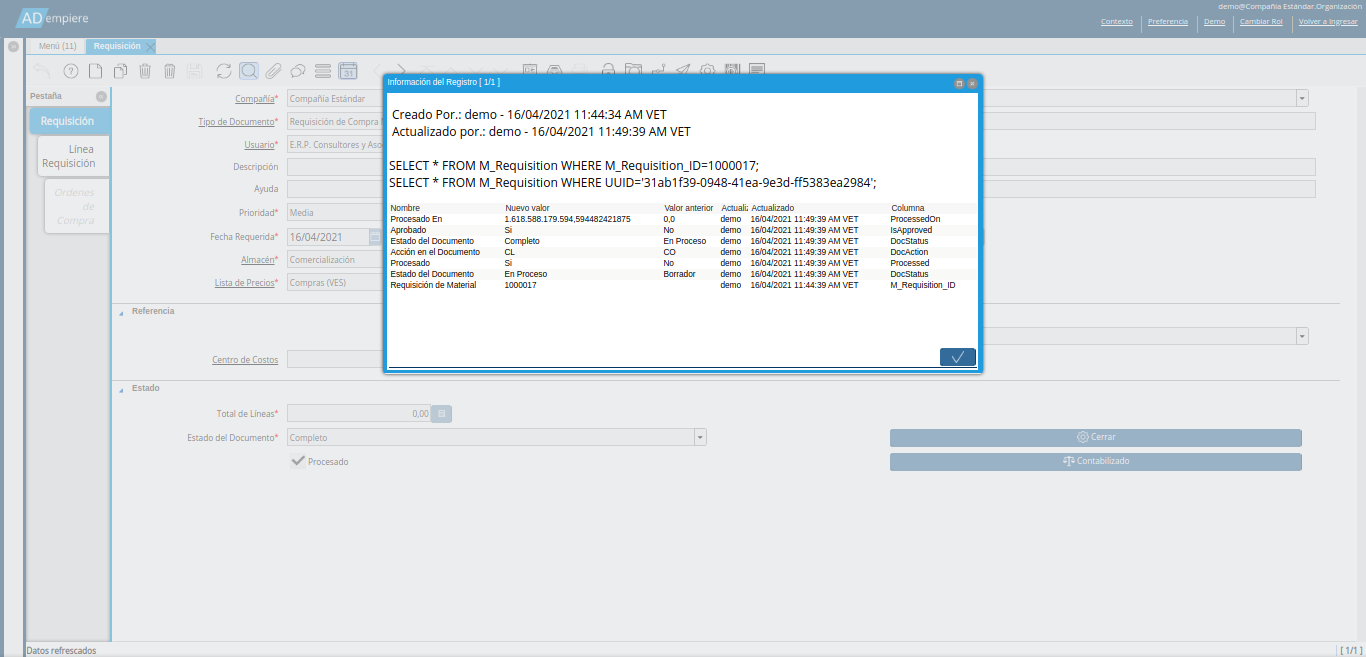 demo@Compañia Estándar.Organización
ADempiere
Contexto Preferencia Demo Cambiar Rol Volver a Ingresar
Menú (11) Requisición
31
Pestaña
Requisición
Línea
Requisición
Ordenes
de
Compra
Compañía* Compañía Estándar
Tipo de Documento* Requisición de Compra
Usuario* E.R.P. Consultores y Aso
Descripción
Ayuda
Prioridad* Media
Fecha Requerida* 16/04/2021
Almacén* Comercialización
Lista de Precios* Compras (VES)
Referencia
Centro de Costos
Estado
Total de Líneas* 0,00
Estado del Documento* Completo Cerrar
Procesado Contabilizado
Información del Registro [ 1/1 ]
Creado Por.: demo - 16/04/2021 11:44:34 AM VET
Actualizado por.: demo - 16/04/2021 11:49:39 AM VET
SELECT * FROM M_Requisition WHERE M_Requisition_ID=1000017;
SELECT * FROM M_Requisition WHERE UUID='31ab1f39-0948-41ea-9e3d-ff5383ea2984';
Nombre Nuevo valor Valor anterior Actualiz Actualizado Columna
Procesado En 1.618.588.179.594,594482421875 0,0 demo 16/04/2021 11:49:39 AM VET ProcessedOn
Aprobado Si No demo 16/04/2021 11:49:39 AM VET IsApproved
Estado del Documento Completo En Proceso demo 16/04/2021 11:49:39 AM VET DocStatus
Acción en el Documento CL CO demo 16/04/2021 11:49:39 AM VET DocAction
Procesado Si No demo 16/04/2021 11:49:39 AM VET Processed
Estado del Documento En Proceso Borrador demo 16/04/2021 11:49:39 AM VET DocStatus
Requisición de Material 1000017 demo 16/04/2021 11:44:39 AM VET M_Requisition_ID
Datos refrescados [ 1/1 ]